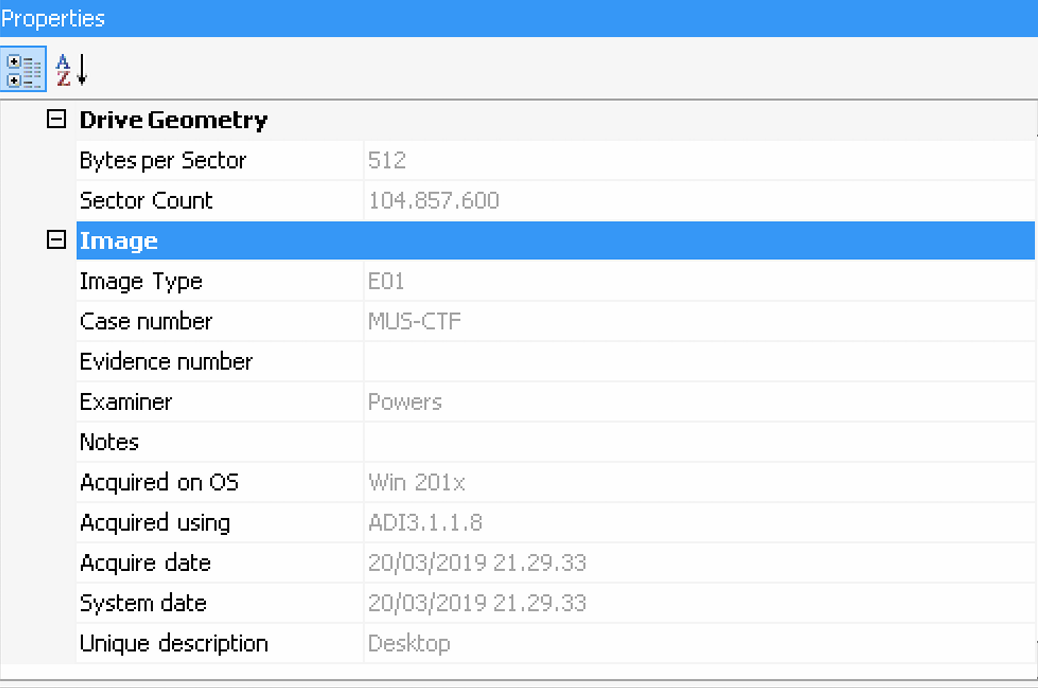 Properties
A
Z
Drive Geometry
Bytes per Sector 512
Sector Count 104.857.600
Image
Image Type E01
Case number MUS-CTF
Evidence number
Examiner Powers
Notes
Acquired on OS Win 201x
Acquired using ADI3.1.1.8
Acquire date 20/03/2019 21.29.33
System date 20/03/2019 21.29.33
Unique description Desktop